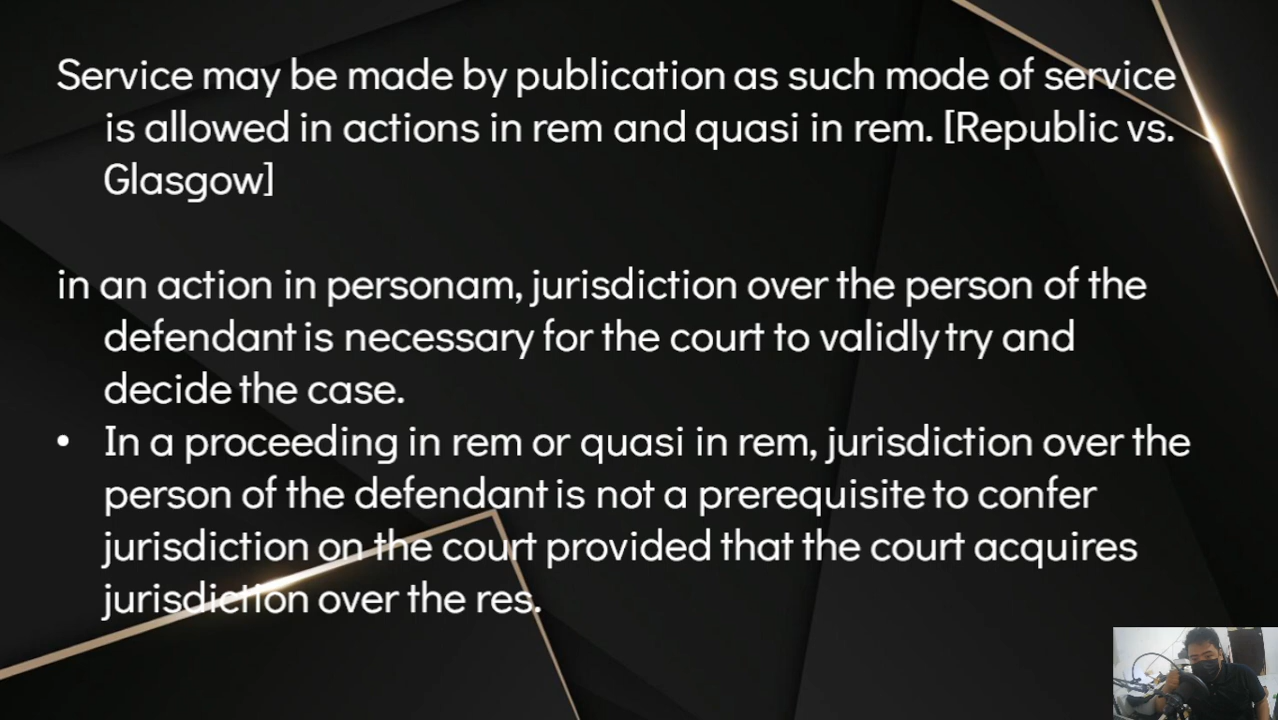 Service may be made by publication as such mode of service
is allowed in actions in rem and quasi in rem. [Republic vs.
Glasgow]
in an action in personam, jurisdiction over the person of the
defendant is necessary for the court to validly try and
decide the case.
• In a proceeding in rem or quasi in rem, jurisdiction over the
person of the defendant is not a prerequisite to confer
jurisdiction on the court provided that the court acquires
jurisdiction over the res.